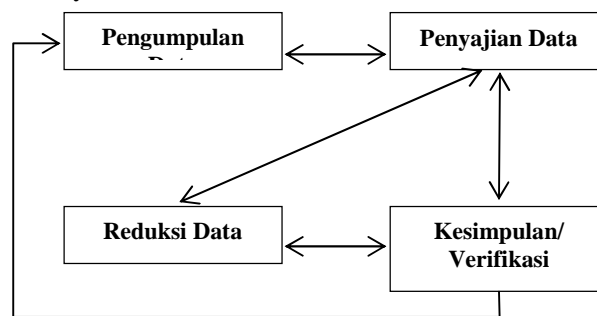 Pengumpulan
Penyajian Data
Reduksi Data
Kesimpulan/
Verifikasi